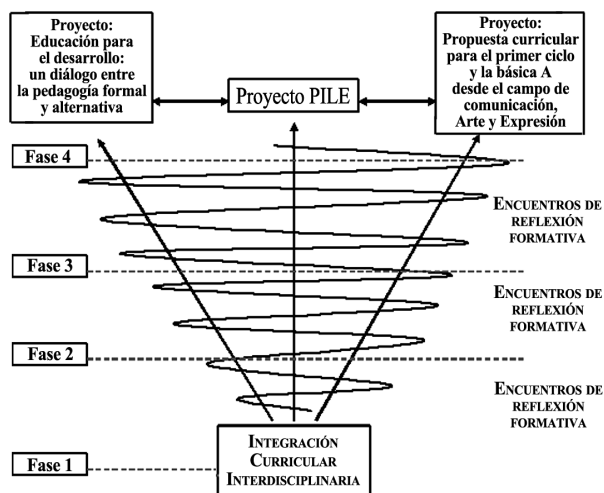 Proyecto:
Educación para
el desarrollo:
un diálogo entre
la pedagogía formal
y alternativa
Proyecto PILE
Proyecto:
Propuesta curricular
para el primer ciclo
y la básica A
desde el campo de
comunicación,
Arte y Expresión
Fase 4
ENCUENTROS DE
REFLEXIÓN
FORMATIVA
Fase 3
ENCUENTROS DE
REFLEXIÓN
FORMATIVA
Fase 2
ENCUENTROS DE
REFLEXIÓN
FORMATIVA
Fase 1
INTEGRACIÓN
CURRICULAR
INTERDISCIPLINARIA